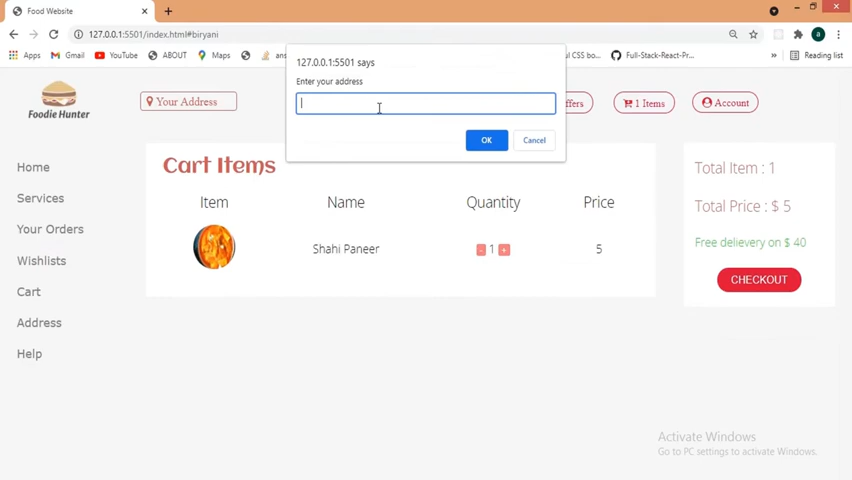 Food Website
127.0.0.1:5501/index.html#biryani
Apps Gmail YouTube ABOUT Maps ul CSS bo... Full-Stack-React-Pr... » Reading list
127.0.0.1:5501 says
Enter your address
OK Cancel
Foodie Hunter
Your Address
1 Items
Account
Home
Services
Your Orders
Wishlists
Cart
Address
Help
Cart Items
Item Name Quantity Price
Shahi Paneer - 1 + 5
Total Item : 1
Total Price : $ 5
Free delievery on $ 40
CHECKOUT
Activate Windows
Go to PC settings to activate Windows.